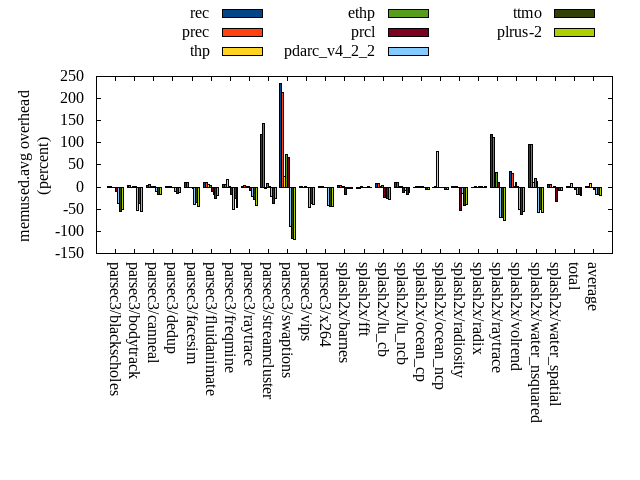 rec ethp ttmo
prec prcl plrus-2
thp pdarc_v4_2_2
memused.avg overhead
(percent)
250
200
150
100
50
0
-50
-100
-150
parsec3/blackscholes
parsec3/bodytrack
parsec3/canneal
parsec3/dedup
parsec3/facesim
parsec3/fluidanimate
parsec3/freqmine
parsec3/raytrace
parsec3/streamcluster
parsec3/swaptions
parsec3/vips
parsec3/x264
splash2x/barnes
splash2x/fft
splash2x/lu_cb
splash2x/lu_ncb
splash2x/ocean_cp
splash2x/ocean_ncp
splash2x/radiosity
splash2x/radix
splash2x/raytrace
splash2x/volrend
splash2x/water_nsquared
splash2x/water_spatial
total
average